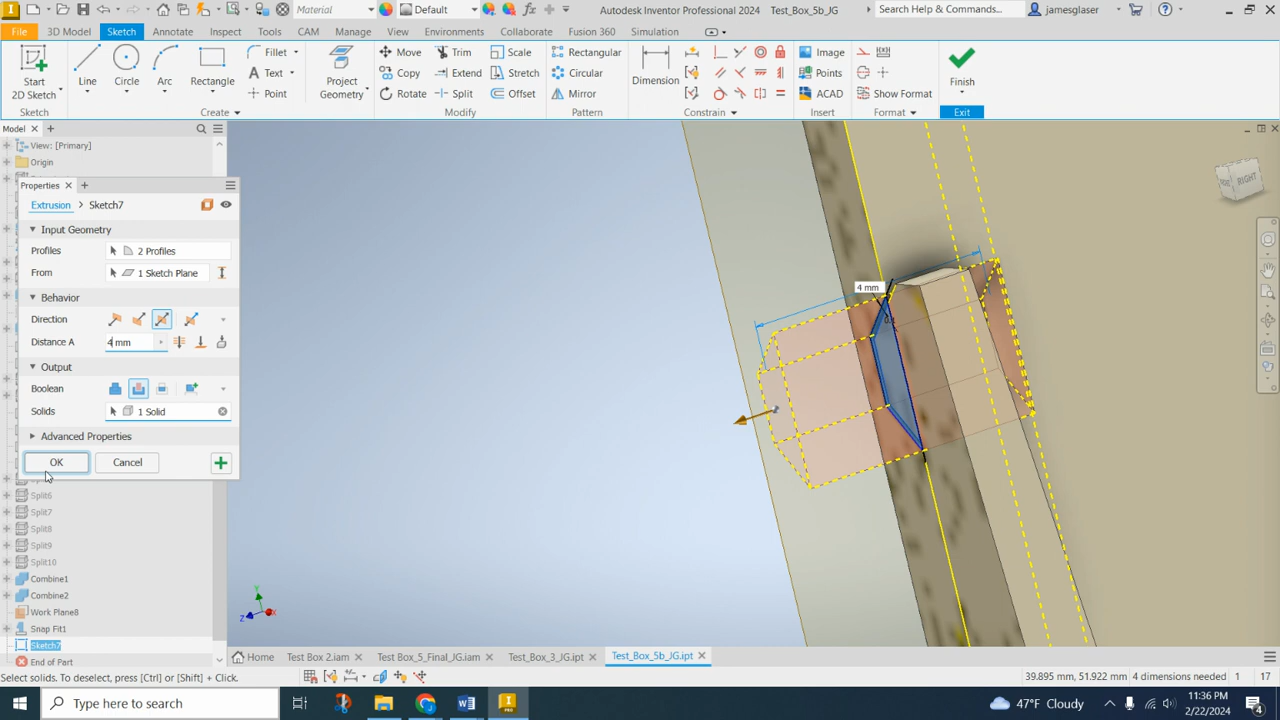 Material
Default
Autodesk Inventor Professional 2024 Test_Box_5b_JG
Search Help & Commands...
jamesglaser
File 3D Model Sketch Annotate Inspect Tools CAM Manage View Environments Collaborate Fusion 360 Simulation
Start
2D Sketch
Line
Circle
Arc
Rectangle
Fillet
Text
Point
Project
Geometry
Move
Copy
Rotate
Trim
Extend
Split
Scale
Stretch
Offset
Rectangular
Circular
Mirror
Dimension
Image
Points
ACAD
Show Format
Finish
Sketch Create Modify Pattern Constrain Insert Format Exit
Model
View: [Primary]
Origin
Properties
Extrusion > Sketch7
Input Geometry
Profiles 2 Profiles
From 1 Sketch Plane
Behavior
Direction
Distance A 4 mm
Output
Boolean
Solids 1 Solid
Advanced Properties
OK Cancel
Split6
Split7
Split8
Split9
Split10
Combine1
Combine2
Work Plane8
Snap Fit1
Sketch7
End of Part
4 mm
RIGHT
Y
Z
X
Home Test Box 2.iam Test_Box_5_Final_JG.iam Test_Box_3_JG.ipt Test_Box_5b_JG.ipt
Select solids. To deselect, press [Ctrl] or [Shift] + Click.
39.895 mm, 51.922 mm 4 dimensions needed 1 17
Type here to search
47°F Cloudy
11:36 PM
2/22/2024
4